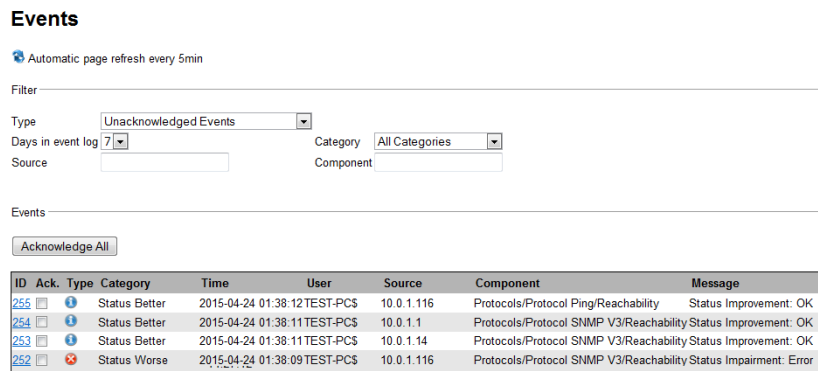 Events
Automatic page refresh every 5min
Filter
Type Unacknowledged Events
Days in event log 7 Category All Categories
Source Component
Events
Acknowledge All
ID Ack. Type Category Time User Source Component Message
255 Status Better 2015-04-24 01:38:12 TEST-PC$ 10.0.1.116 Protocols/Protocol Ping/Reachability Status Improvement: OK
254 Status Better 2015-04-24 01:38:11 TEST-PC$ 10.0.1.1 Protocols/Protocol SNMP V3/Reachability Status Improvement: OK
253 Status Better 2015-04-24 01:38:11 TEST-PC$ 10.0.1.14 Protocols/Protocol SNMP V3/Reachability Status Improvement: OK
252 Status Worse 2015-04-24 01:38:09 TEST-PC$ 10.0.1.116 Protocols/Protocol SNMP V3/Reachability Status Impairment: Error